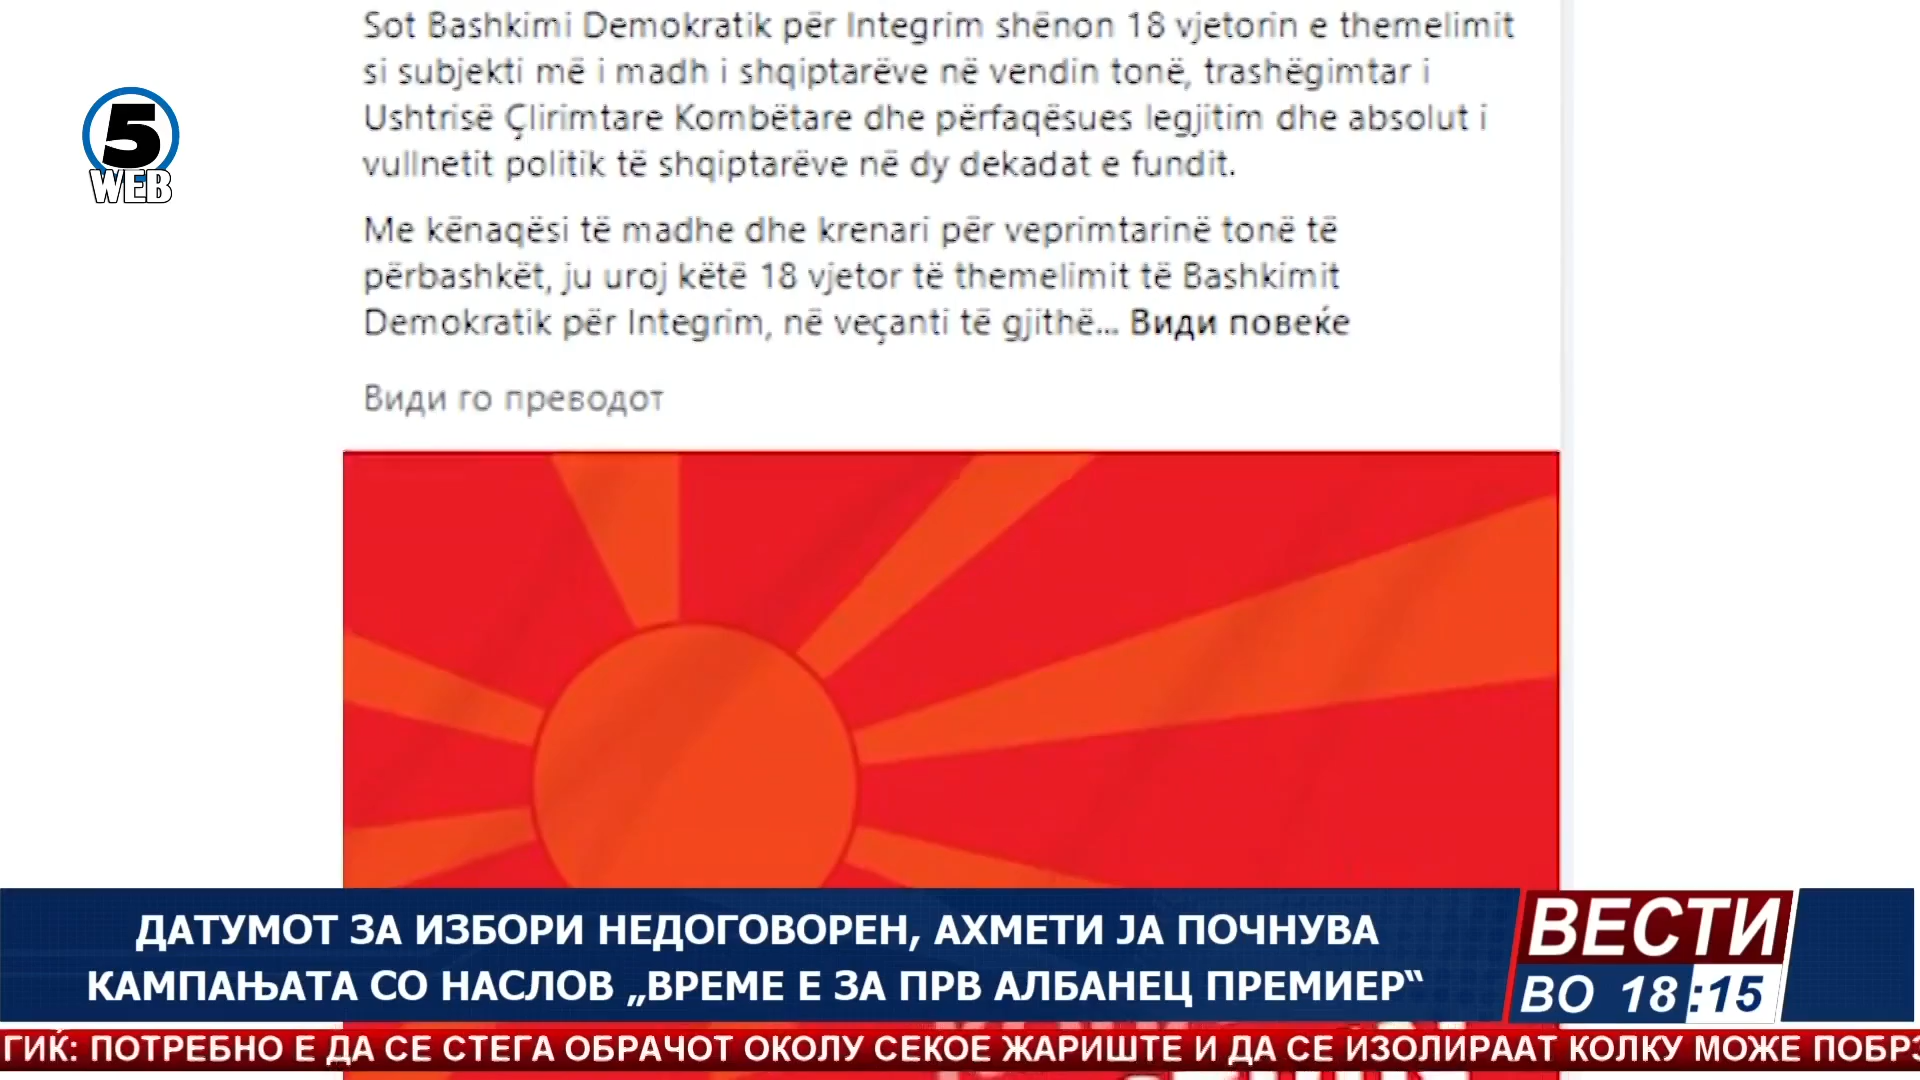 Sot Bashkimi Demokratik për Integrim shënon 18 vjetorin e themelimit
si subjekti më i madh i shqiptarëve në vendin tonë, trashëgimtar i
Ushtrisë Çlirimtare Kombëtare dhe përfaqësues legjitim dhe absolut i
vullnetit politik të shqiptarëve në dy dekadat e fundit.
5
WEB
Me kënaqësi të madhe dhe krenari për veprimtarinë tonë të
përbashkët, ju uroj këtë 18 vjetor të themelimit të Bashkimit
Demokratik për Integrim, në veçanti të gjithë... Види повеќе
Види го преводот
ДАТУМОТ ЗА ИЗБОРИ НЕДОГОВОРЕН, АХМЕТИ ЈА ПОЧНУВА
КАМПАЊАТА СО НАСЛОВ „ВРЕМЕ Е ЗА ПРВ АЛБАНЕЦ ПРЕМИЕР“
ВЕСТИ
ВО 18:15
ГИЌ: ПОТРЕБНО Е ДА СЕ СТЕГА ОБРАЧОТ ОКОЛУ СЕКОЕ ЖАРИШТЕ И ДА СЕ ИЗОЛИРААТ КОЛКУ МОЖЕ